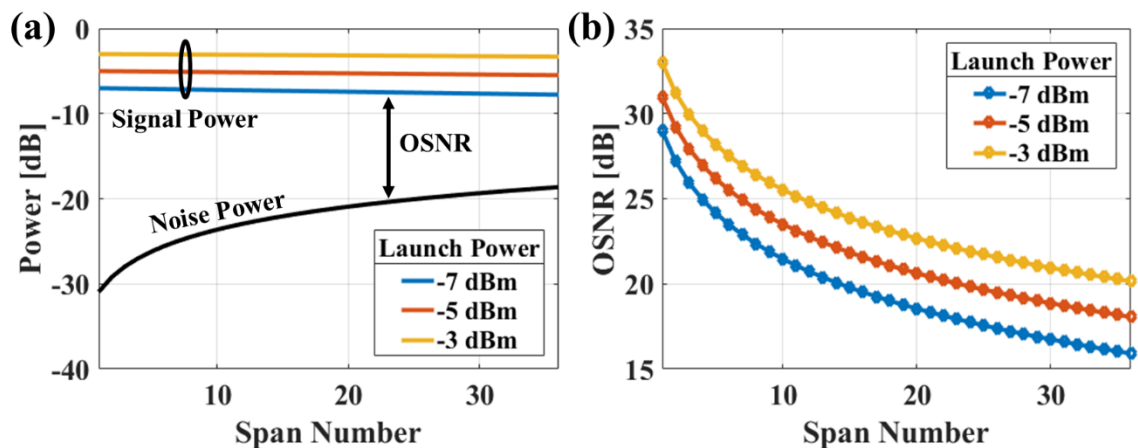 (a)
0
-10
-20
-30
-40
Power [dB]
Signal Power
OSNR
Noise Power
Launch Power
-7 dBm
-5 dBm
-3 dBm
10
20
30
Span Number
(b)
35
30
25
20
15
OSNR [dB]
Launch Power
-7 dBm
-5 dBm
-3 dBm
10
20
30
Span Number